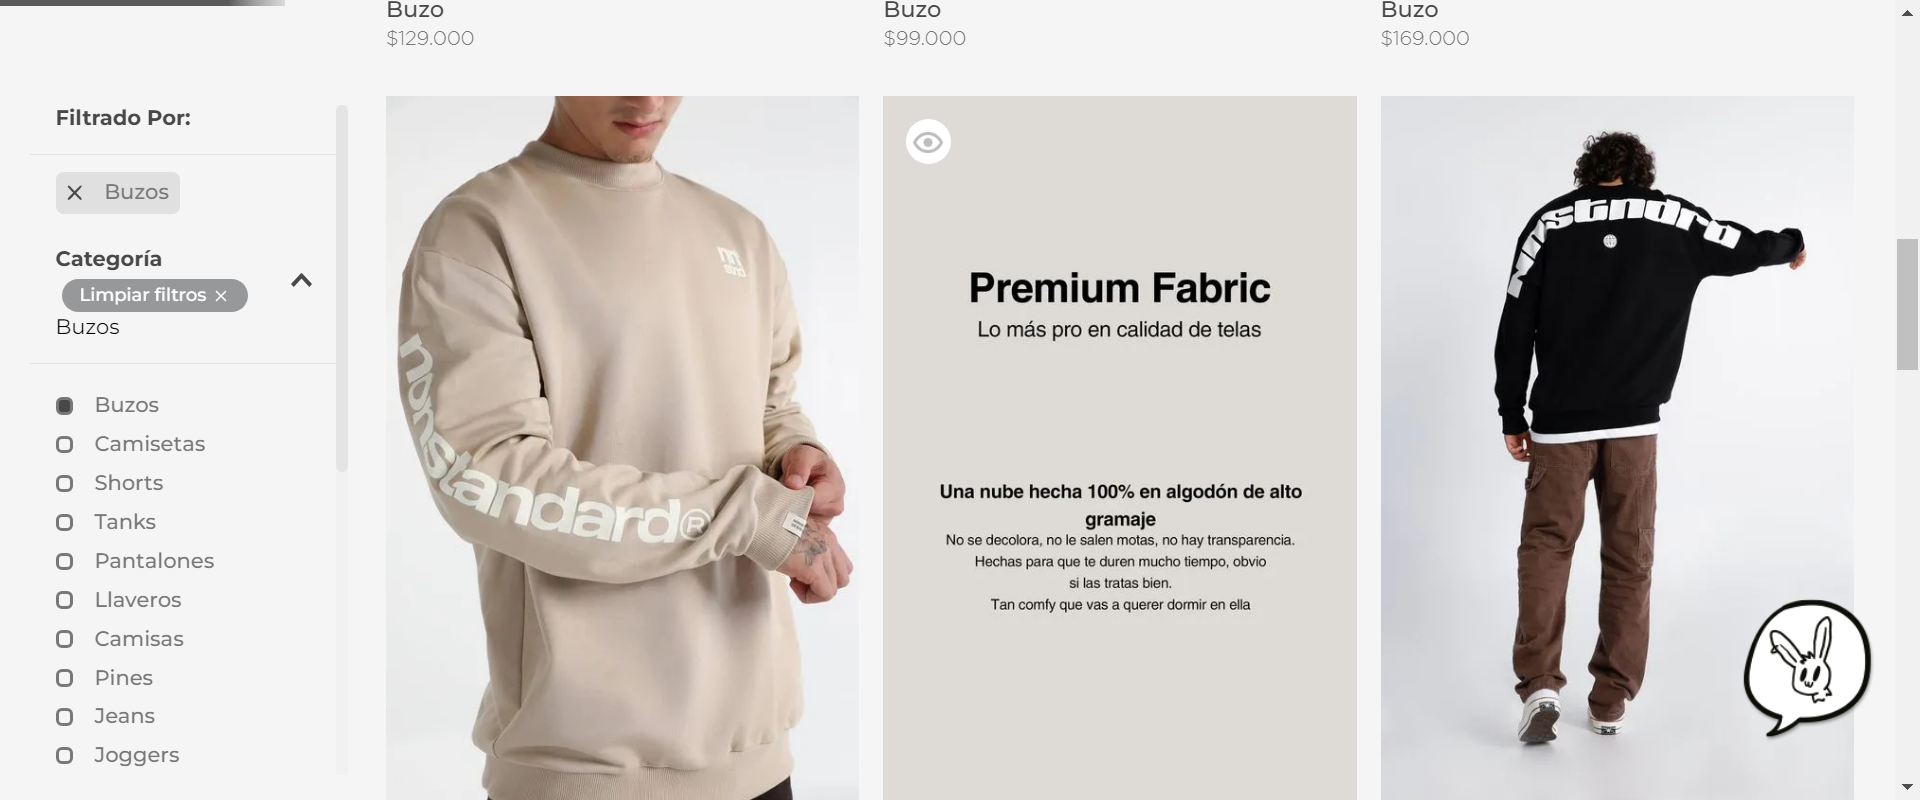 Buzo
$129.000
Buzo
$99.000
Buzo
$169.000
Filtrado Por:
Buzos
Categoría
Limpiar filtros
Buzos
Buzos
Camisetas
Shorts
Tanks
Pantalones
Llaveros
Camisas
Pines
Jeans
Joggers
nonstandard®
Premium Fabric
Lo más pro en calidad de telas
Una nube hecha 100% en algodón de alto
gramaje
No se decolora, no le salen motas, no hay transparencia.
Hechas para que te duren mucho tiempo, obvio
si las tratas bien.
Tan comfy que vas a querer dormir en ella